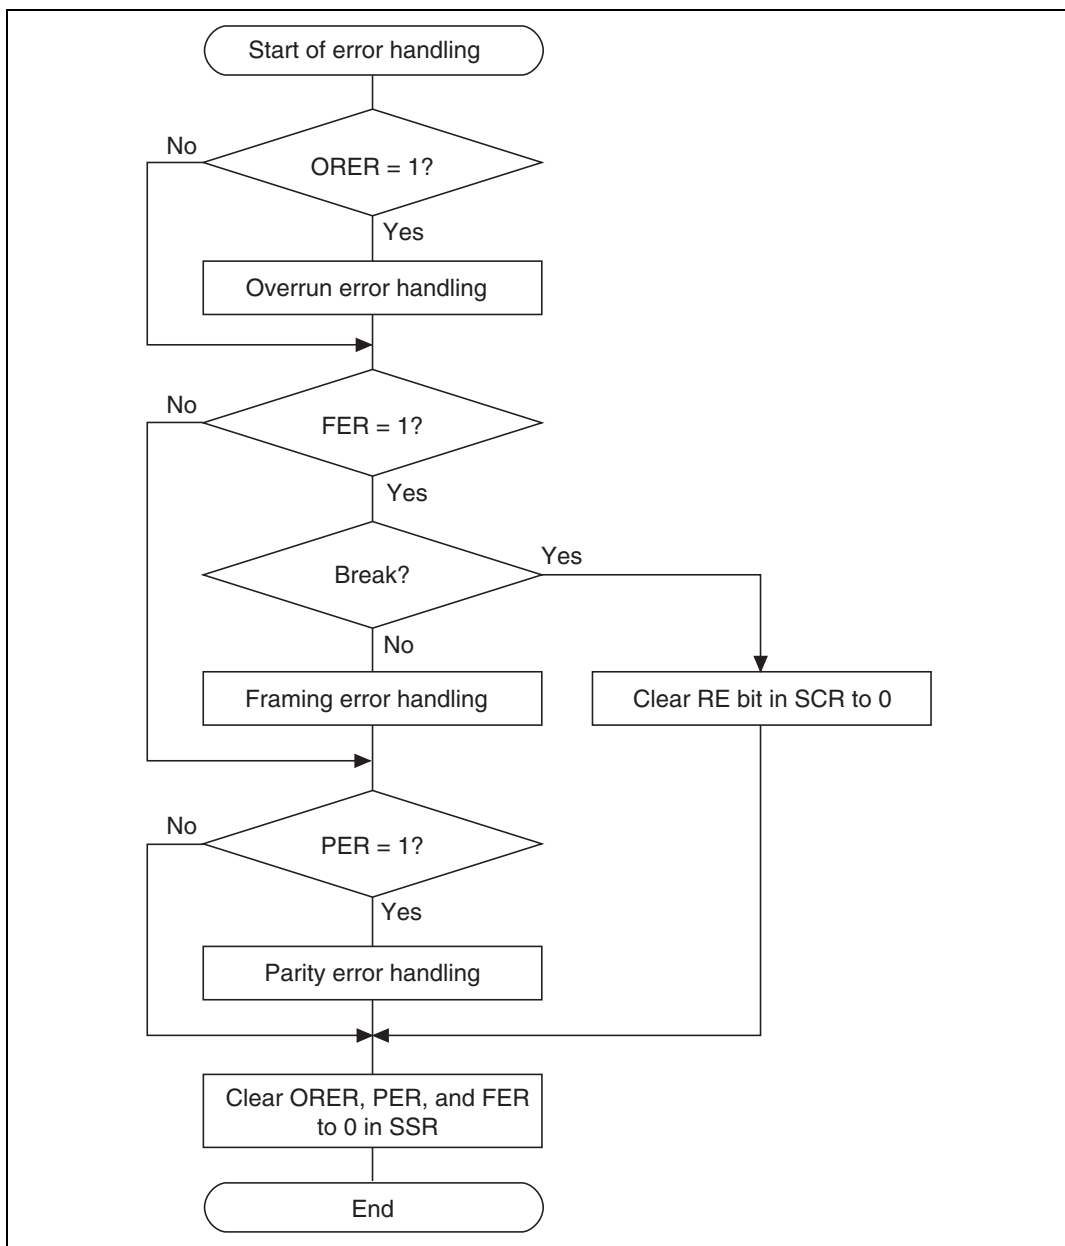 Start of error handling
No
ORER = 1?
Yes
Overrun error handling
No
FER = 1?
Yes
Break?
Yes
No
Framing error handling
Clear RE bit in SCR to 0
No
PER = 1?
Yes
Parity error handling
Clear ORER, PER, and FER
to 0 in SSR
End